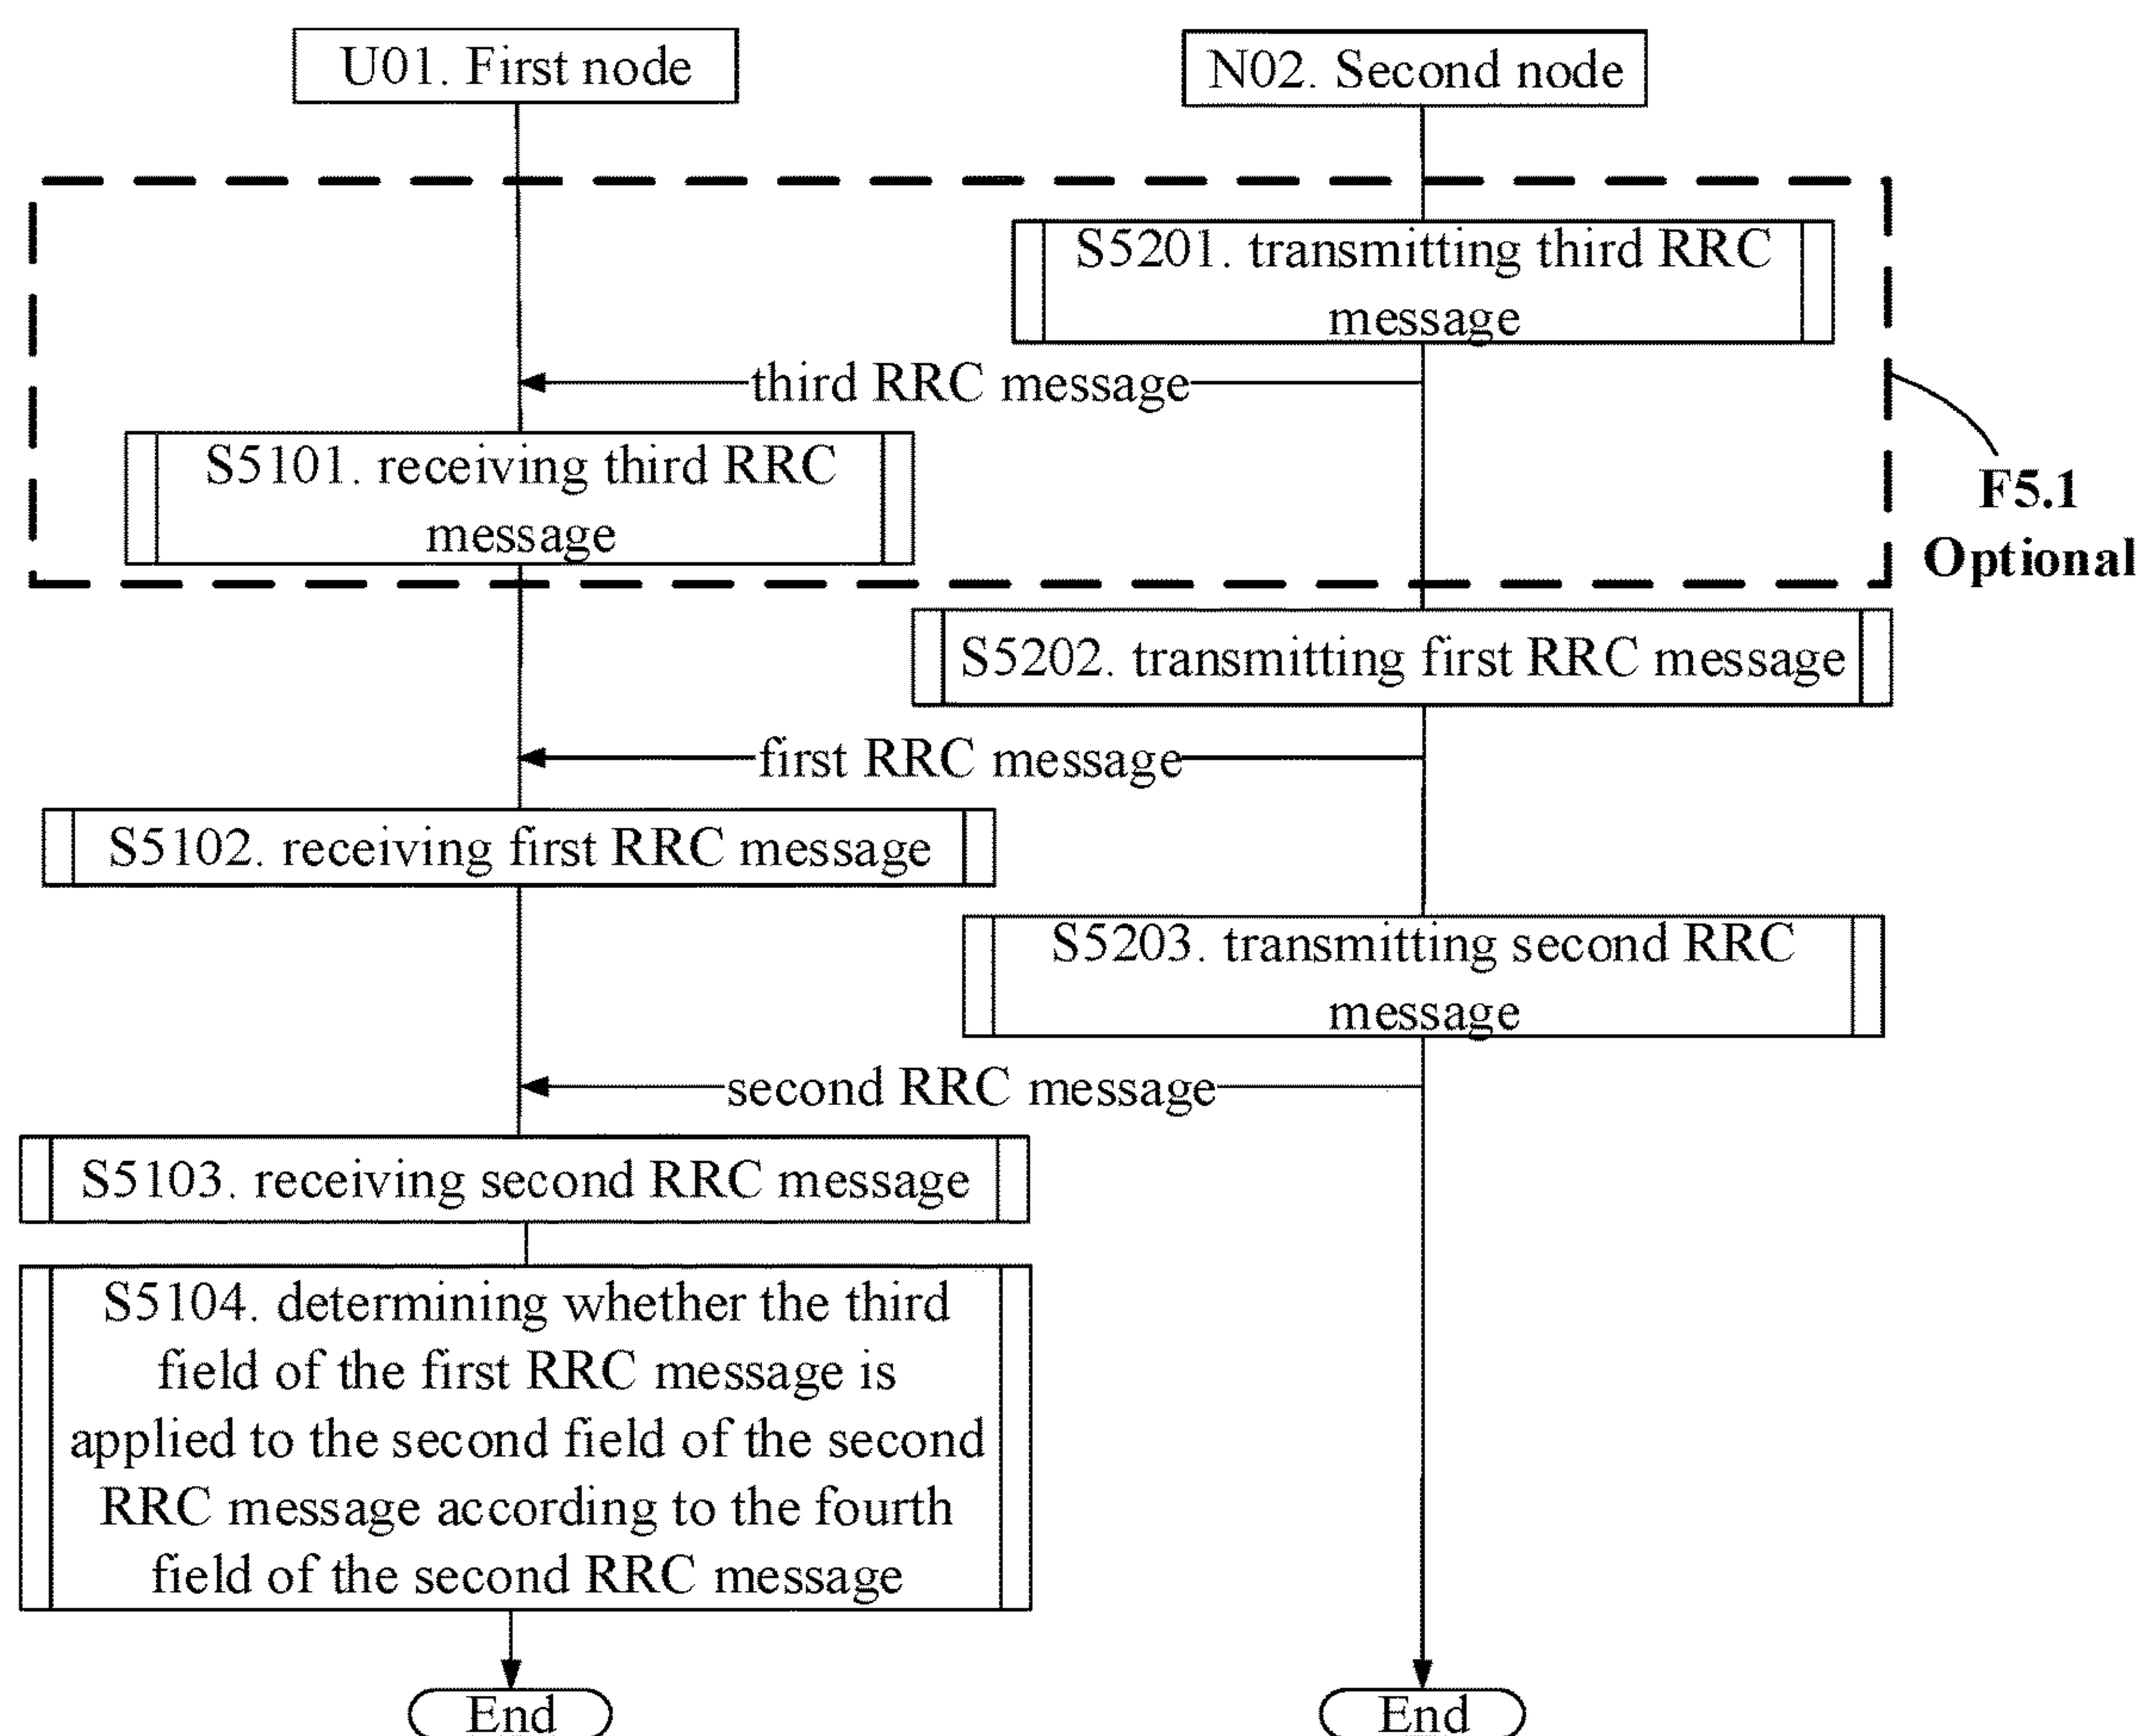 U01. First node
N02. Second node
S5201. transmitting third RRC
message
third RRC message
S5101. receiving third RRC
message
F5.1
Optional
S5202. transmitting first RRC message
first RRC message
S5102. receiving first RRC message
S5203. transmitting second RRC
message
second RRC message
S5103. receiving second RRC message
S5104. determining whether the third
field of the first RRC message is
applied to the second field of the second
RRC message according to the fourth
field of the second RRC message
End
End